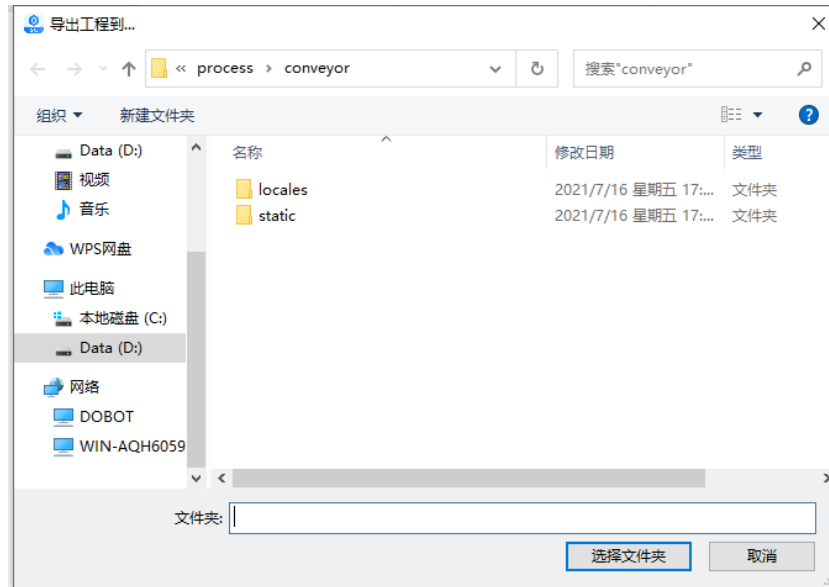 导出工程到...
« process › conveyor
搜索"conveyor"
组织
新建文件夹
Data (D:)
视频
音乐
WPS网盘
此电脑
本地磁盘 (C:)
Data (D:)
网络
DOBOT
WIN-AQH6059
名称 修改日期 类型
locales 2021/7/16 星期五 17:... 文件夹
static 2021/7/16 星期五 17:... 文件夹
文件夹:
选择文件夹 取消